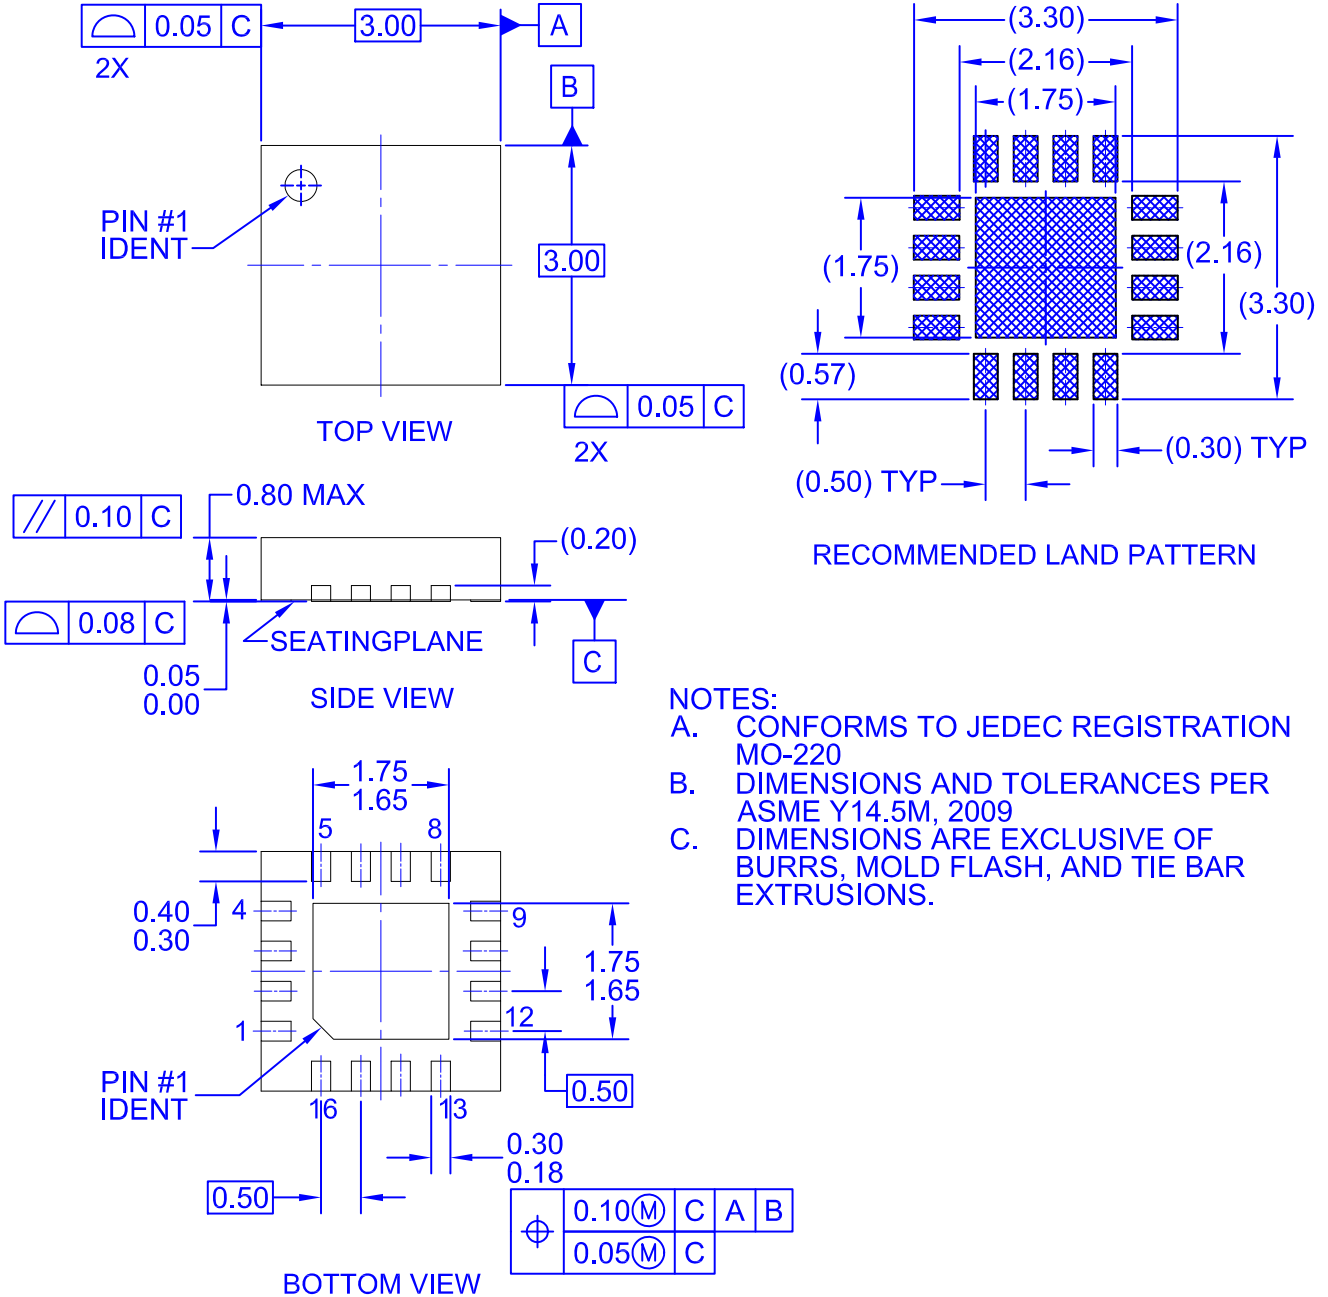 0.05 C
2X
3.00
A
B
PIN #1
IDENT
3.00
0.05 C
2X
TOP VIEW
(3.30)
(2.16)
(1.75)
(1.75)
(2.16)
(3.30)
(0.57)
(0.50) TYP
(0.30) TYP
RECOMMENDED LAND PATTERN
0.10 C
0.80 MAX
(0.20)
0.08 C
SEATINGPLANE
C
0.05
0.00
SIDE VIEW
NOTES:
A. CONFORMS TO JEDEC REGISTRATION
MO-220
B. DIMENSIONS AND TOLERANCES PER
ASME Y14.5M, 2009
C. DIMENSIONS ARE EXCLUSIVE OF
BURRS, MOLD FLASH, AND TIE BAR
EXTRUSIONS.
1.75
1.65
5 8
0.40
0.30
4
9
1.75
1.65
1
12
PIN #1
IDENT
16 13
0.50
0.30
0.18
0.50
0.10Ⓜ C A B
0.05Ⓜ C
BOTTOM VIEW